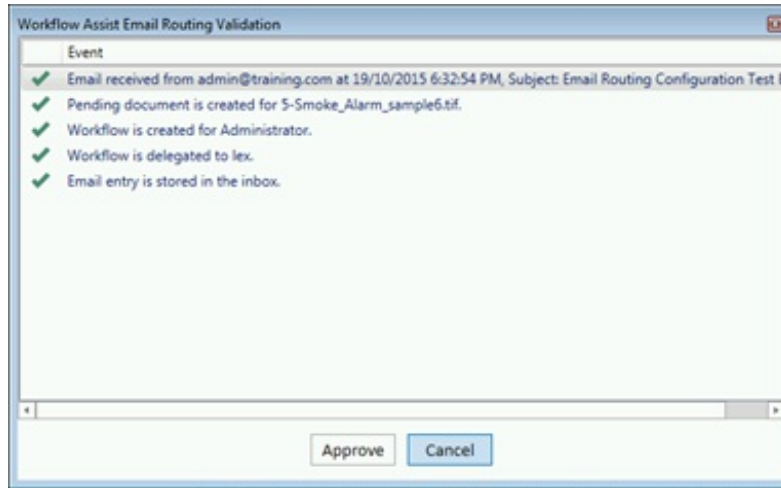 Workflow Assist Email Routing Validation
Event
Email received from admin@training.com at 19/10/2015 6:32:54 PM, Subject: Email Routing Configuration Test
Pending document is created for 5-Smoke_Alarm_sample6.tif.
Workflow is created for Administrator.
Workflow is delegated to lex.
Email entry is stored in the inbox.
Approve Cancel